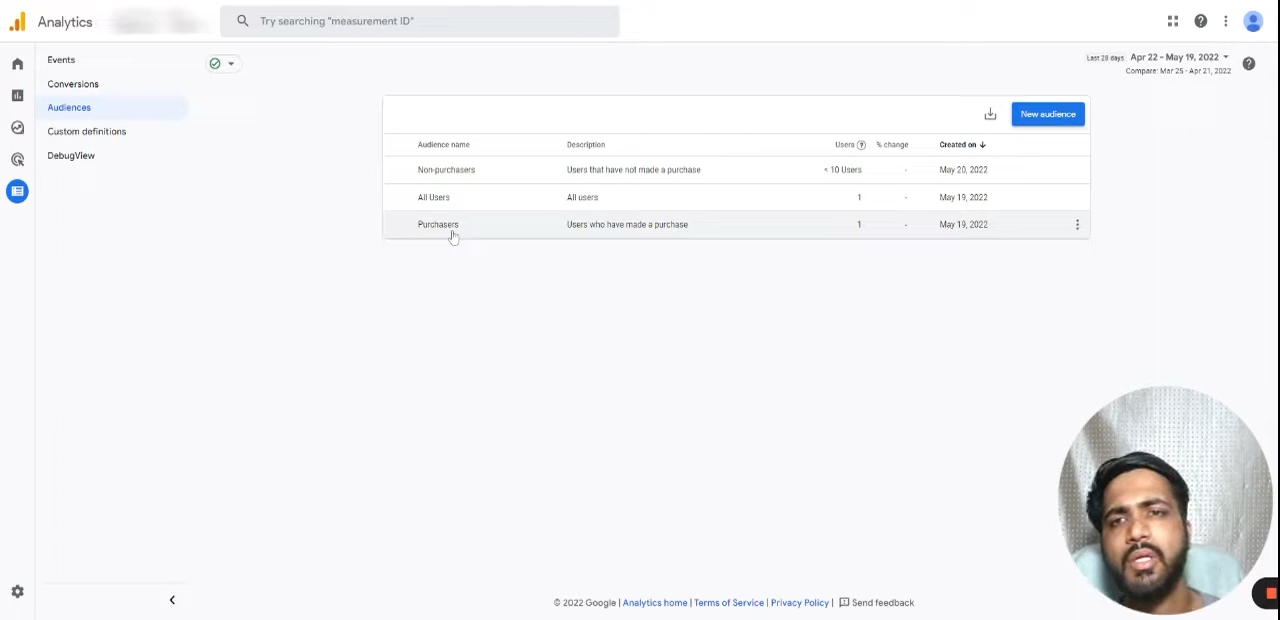 Analytics
Try searching "measurement ID"
Events
Conversions
Audiences
Custom definitions
DebugView
Last 28 days Apr 22 – May 19, 2022
Compare: Mar 25 - Apr 21, 2022
New audience
Audience name Description Users % change Created on
Non-purchasers Users that have not made a purchase < 10 Users - May 20, 2022
All Users All users 1 - May 19, 2022
Purchasers Users who have made a purchase 1 - May 19, 2022
© 2022 Google | Analytics home | Terms of Service | Privacy Policy | Send feedback